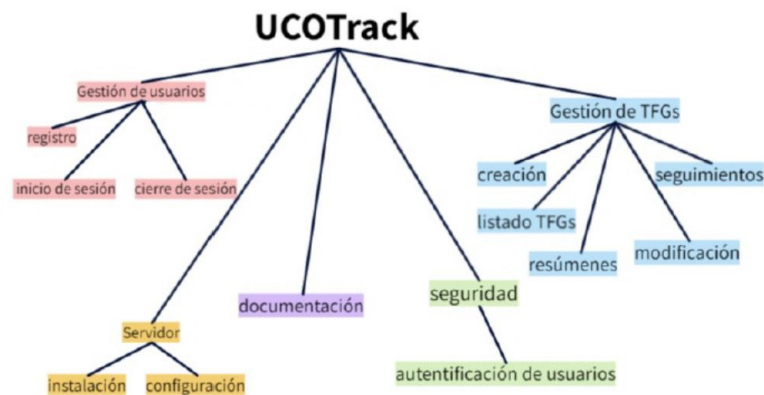 UCOTrack
Gestión de usuarios
registro
inicio de sesión
cierre de sesión
Servidor
instalación
configuración
documentación
seguridad
autentificación de usuarios
Gestión de TFGs
creación
listado TFGs
resúmenes
modificación
seguimientos